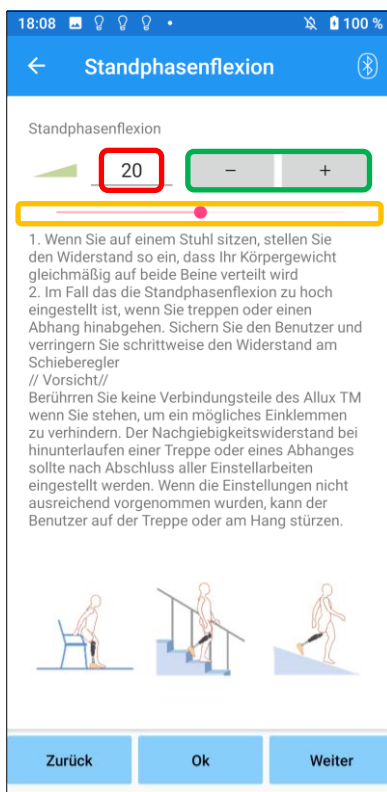 18:08 100 %
Standphasenflexion
Standphasenflexion
20 − +
1. Wenn Sie auf einem Stuhl sitzen, stellen Sie
den Widerstand so ein, dass Ihr Körpergewicht
gleichmäßig auf beide Beine verteilt wird
2. Im Fall das die Standphasenflexion zu hoch
eingestellt ist, wenn Sie treppen oder einen
Abhang hinabgehen. Sichern Sie den Benutzer und
verringern Sie schrittweise den Widerstand am
Schieberegler
// Vorsicht//
Berührren Sie keine Verbindungsteile des Allux TM
wenn Sie stehen, um ein mögliches Einklemmen
zu verhindern. Der Nachgiebigkeitswiderstand bei
hinunterlaufen einer Treppe oder eines Abhanges
sollte nach Abschluss aller Einstellarbeiten
eingestellt werden. Wenn die Einstellungen nicht
ausreichend vorgenommen wurden, kann der
Benutzer auf der Treppe oder am Hang stürzen.
Zurück Ok Weiter